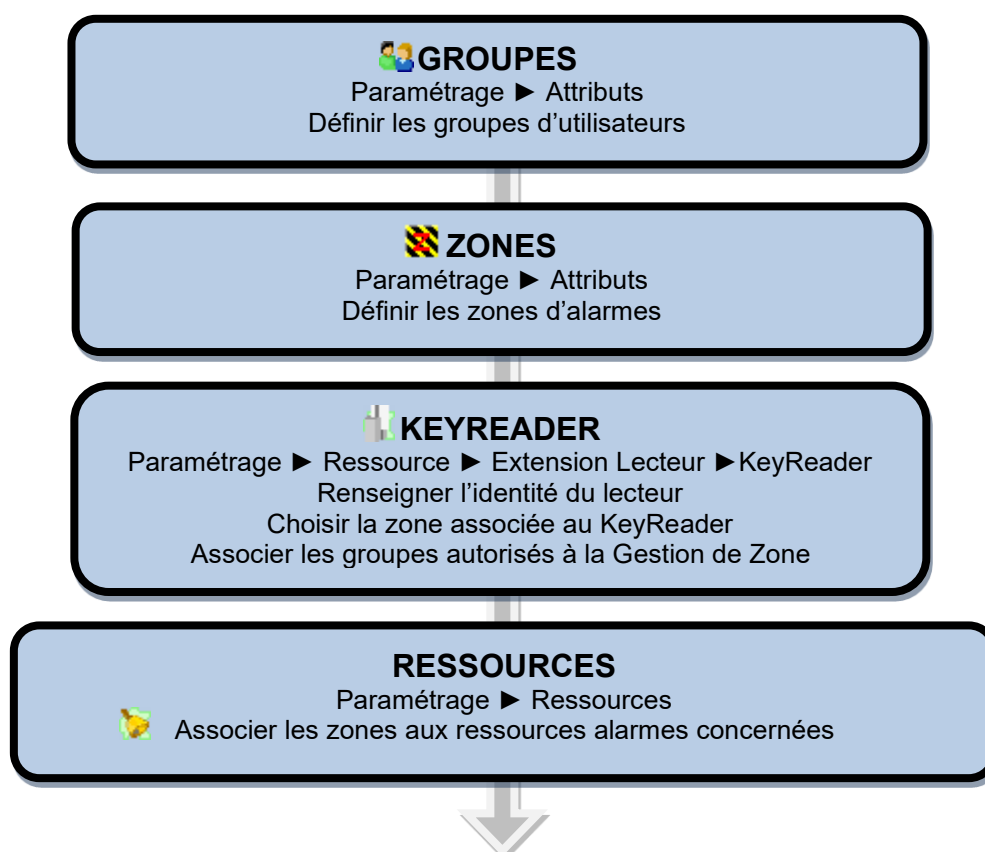 GROUPES
Paramétrage ► Attributs
Définir les groupes d'utilisateurs
ZONES
Paramétrage ► Attributs
Définir les zones d'alarmes
KEYREADER
Paramétrage ► Ressource ► Extension Lecteur ►KeyReader
Renseigner l'identité du lecteur
Choisir la zone associée au KeyReader
Associer les groupes autorisés à la Gestion de Zone
RESSOURCES
Paramétrage ► Ressources
Associer les zones aux ressources alarmes concernées